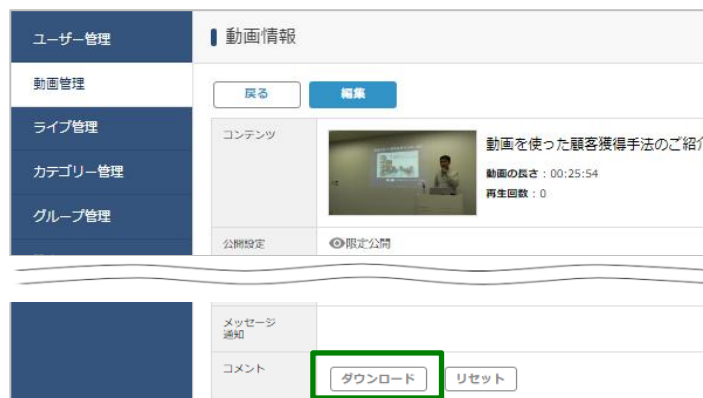 ユーザー管理
動画情報
動画管理
戻る
編集
ライブ管理
コンテンツ
動画を使った顧客獲得手法のご紹介
動画の長さ：00:25:54
再生回数：0
カテゴリー管理
グループ管理
公開設定
限定公開
メッセージ
通知
コメント
ダウンロード
リセット